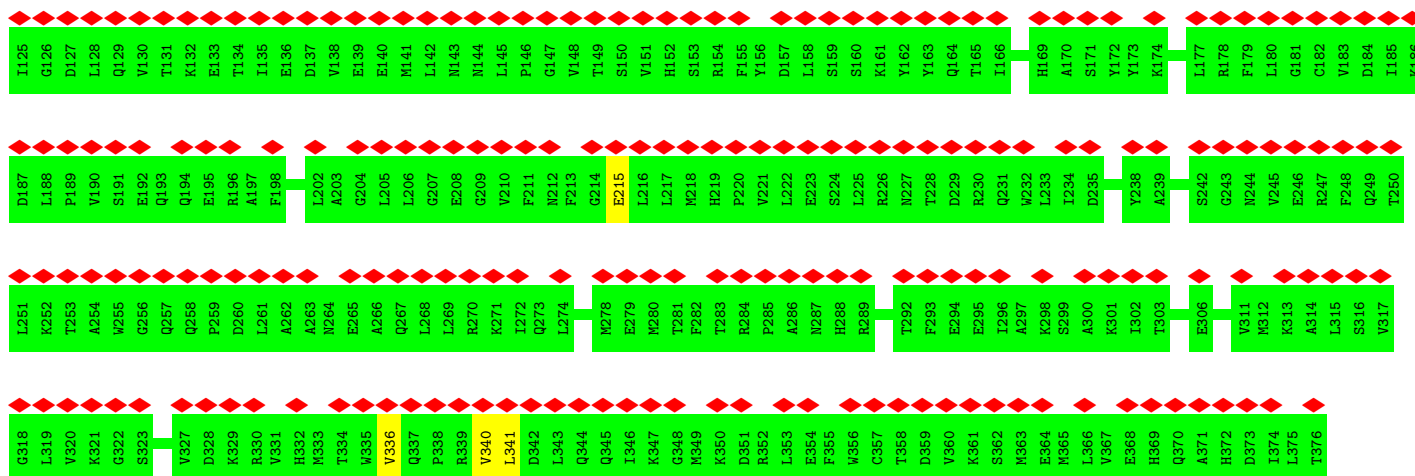 I125 G126 D127 L128 Q129 V130 T131 K132 E133 T134 I135 E136 D137 V138 E139 E140 M141 L142 N143 N144 L145 P146 G147 V148 T149 S150 V151 H152 S153 R154 F155 Y156 D157 L158 S159 S160 K161 Y162 Y163 Q164 T165 I166 H169 A170 S171 Y172 Y173 K174 L177 R178 F179 L180 G181 C182 V183 D184 I185 K186
D187 L188 P189 V190 S191 E192 Q193 Q194 E195 R196 A197 F198 L202 A203 G204 L205 L206 G207 E208 G209 V210 F211 N212 F213 G214 E215 L216 L217 M218 H219 P220 V221 L222 E223 S224 L225 R226 N227 T228 D229 R230 Q231 W232 L233 I234 D235 Y238 A239 S242 G243 N244 V245 E246 R247 F248 Q249 T250
L251 K252 T253 A254 W255 G256 Q257 Q258 P259 D260 L261 A262 A263 N264 E265 A266 Q267 L268 L269 R270 K271 I272 Q273 L274 M278 E279 M280 T281 F282 T283 R284 P285 A286 N287 H288 R289 T292 F293 E294 E295 I296 A297 K298 S299 A300 K301 I302 T303 E306 V311 M312 K313 A314 L315 S316 V317
G318 L319 V320 K321 G322 S323 V327 D328 K329 R330 V331 H332 M333 T334 W335 V336 Q337 P338 R339 V340 L341 D342 L343 Q344 Q345 I346 K347 G348 M349 K350 D351 R352 L353 E354 F355 W356 C357 T358 D359 V360 K361 S362 M363 E364 M365 L366 V367 E368 H369 Q370 A371 H372 D373 I374 L375 T376